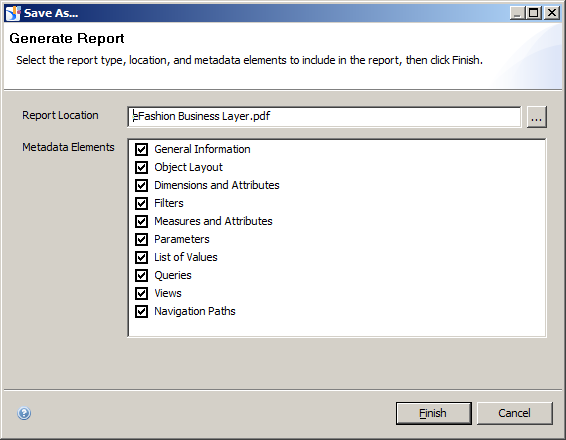 Save As...
Generate Report
Select the report type, location, and metadata elements to include in the report, then click Finish.
Report Location
eFashion Business Layer.pdf
...
Metadata Elements
General Information
Object Layout
Dimensions and Attributes
Filters
Measures and Attributes
Parameters
List of Values
Queries
Views
Navigation Paths
?
Finish
Cancel